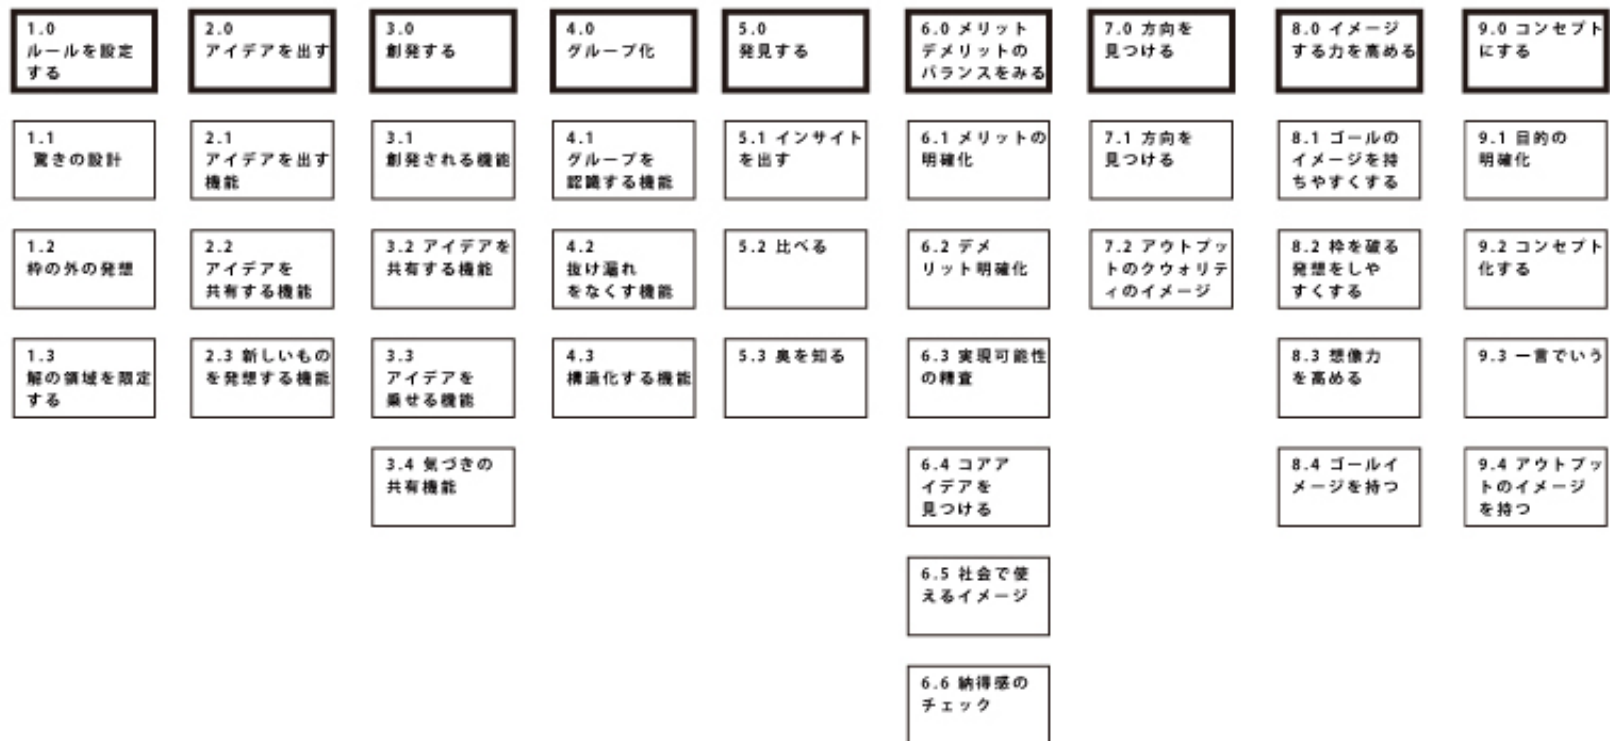 1.0
ルールを設定
する
2.0
アイデアを出す
3.0
創発する
4.0
グループ化
5.0
発見する
6.0 メリット
デメリットの
バランスをみる
7.0 方向を
見つける
8.0 イメージ
する力を高める
9.0 コンセプト
にする
1.1
驚きの設計
2.1
アイデアを出す
機能
3.1
創発される機能
4.1
グループを
認識する機能
5.1 インサイト
を出す
6.1 メリットの
明確化
7.1 方向を
見つける
8.1 ゴールの
イメージを持
ちやすくする
9.1 目的の
明確化
1.2
枠の外の発想
2.2
アイデアを
共有する機能
3.2 アイデアを
共有する機能
4.2
抜け漏れ
をなくす機能
5.2 比べる
6.2 デメ
リット明確化
7.2 アウトプッ
トのクウォリテ
ィのイメージ
8.2 枠を破る
発想をしや
すくする
9.2 コンセプト
化する
1.3
解の領域を限定
する
2.3 新しいもの
を発想する機能
3.3
アイデアを
乗せる機能
4.3
構造化する機能
5.3 奥を知る
6.3 実現可能性
の精査
8.3 想像力
を高める
9.3 一言でいう
3.4 気づきの
共有機能
6.4 コアア
イデアを
見つける
8.4 ゴールイ
メージを持つ
9.4 アウトプッ
トのイメージ
を持つ
6.5 社会で使
えるイメージ
6.6 納得感の
チェック